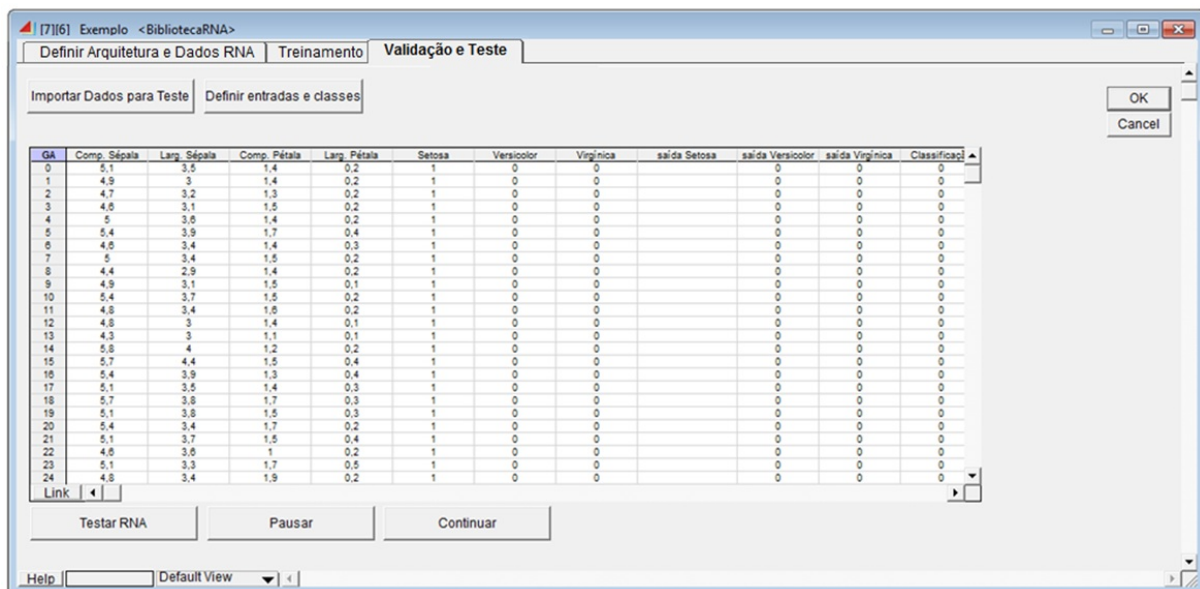 [7][6] Exemplo <BibliotecaRNA>
Definir Arquitetura e Dados RNA Treinamento Validação e Teste
Importar Dados para Teste Definir entradas e classes OK
Cancel
GA Comp. Sépala Larg. Sépala Comp. Pétala Larg. Pétala Setosa Versicolor Virgínica saída Setosa saída Versicolor saída Virgínica Classificaçã
0 5,1 3,5 1,4 0,2 1 0 0 0 0 0
1 4,9 3 1,4 0,2 1 0 0 0 0 0
2 4,7 3,2 1,3 0,2 1 0 0 0 0 0
3 4,6 3,1 1,5 0,2 1 0 0 0 0 0
4 5 3,6 1,4 0,2 1 0 0 0 0 0
5 5,4 3,9 1,7 0,4 1 0 0 0 0 0
6 4,6 3,4 1,4 0,3 1 0 0 0 0 0
7 5 3,4 1,5 0,2 1 0 0 0 0 0
8 4,4 2,9 1,4 0,2 1 0 0 0 0 0
9 4,9 3,1 1,5 0,1 1 0 0 0 0 0
10 5,4 3,7 1,5 0,2 1 0 0 0 0 0
11 4,8 3,4 1,6 0,2 1 0 0 0 0 0
12 4,8 3 1,4 0,1 1 0 0 0 0 0
13 4,3 3 1,1 0,1 1 0 0 0 0 0
14 5,8 4 1,2 0,2 1 0 0 0 0 0
15 5,7 4,4 1,5 0,4 1 0 0 0 0 0
16 5,4 3,9 1,3 0,4 1 0 0 0 0 0
17 5,1 3,5 1,4 0,3 1 0 0 0 0 0
18 5,7 3,8 1,7 0,3 1 0 0 0 0 0
19 5,1 3,8 1,5 0,3 1 0 0 0 0 0
20 5,4 3,4 1,7 0,2 1 0 0 0 0 0
21 5,1 3,7 1,5 0,4 1 0 0 0 0 0
22 4,6 3,6 1 0,2 1 0 0 0 0 0
23 5,1 3,3 1,7 0,5 1 0 0 0 0 0
24 4,8 3,4 1,9 0,2 1 0 0 0 0 0
Link
Testar RNA Pausar Continuar
Help Default View